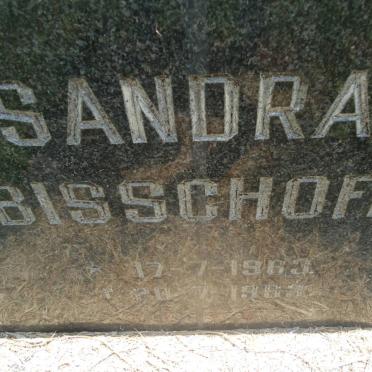 SANDRA
BISSCHOF
* 17-7-1963